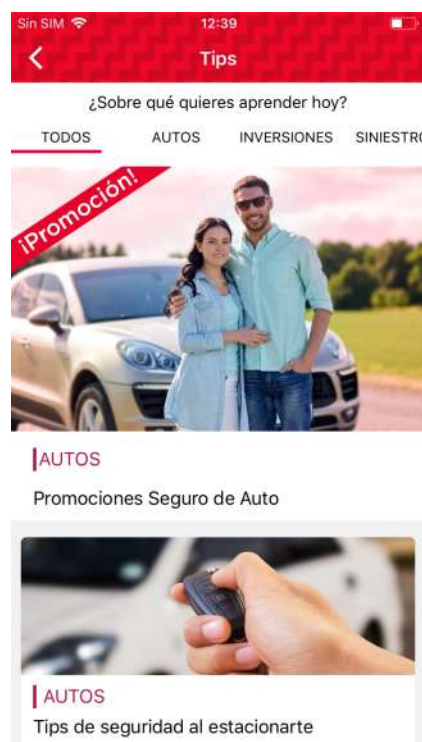 Sin SIM 12:39
Tips
¿Sobre qué quieres aprender hoy?
TODOS AUTOS INVERSIONES SINIESTRO
¡Promoción!
AUTOS
Promociones Seguro de Auto
AUTOS
Tips de seguridad al estacionarte